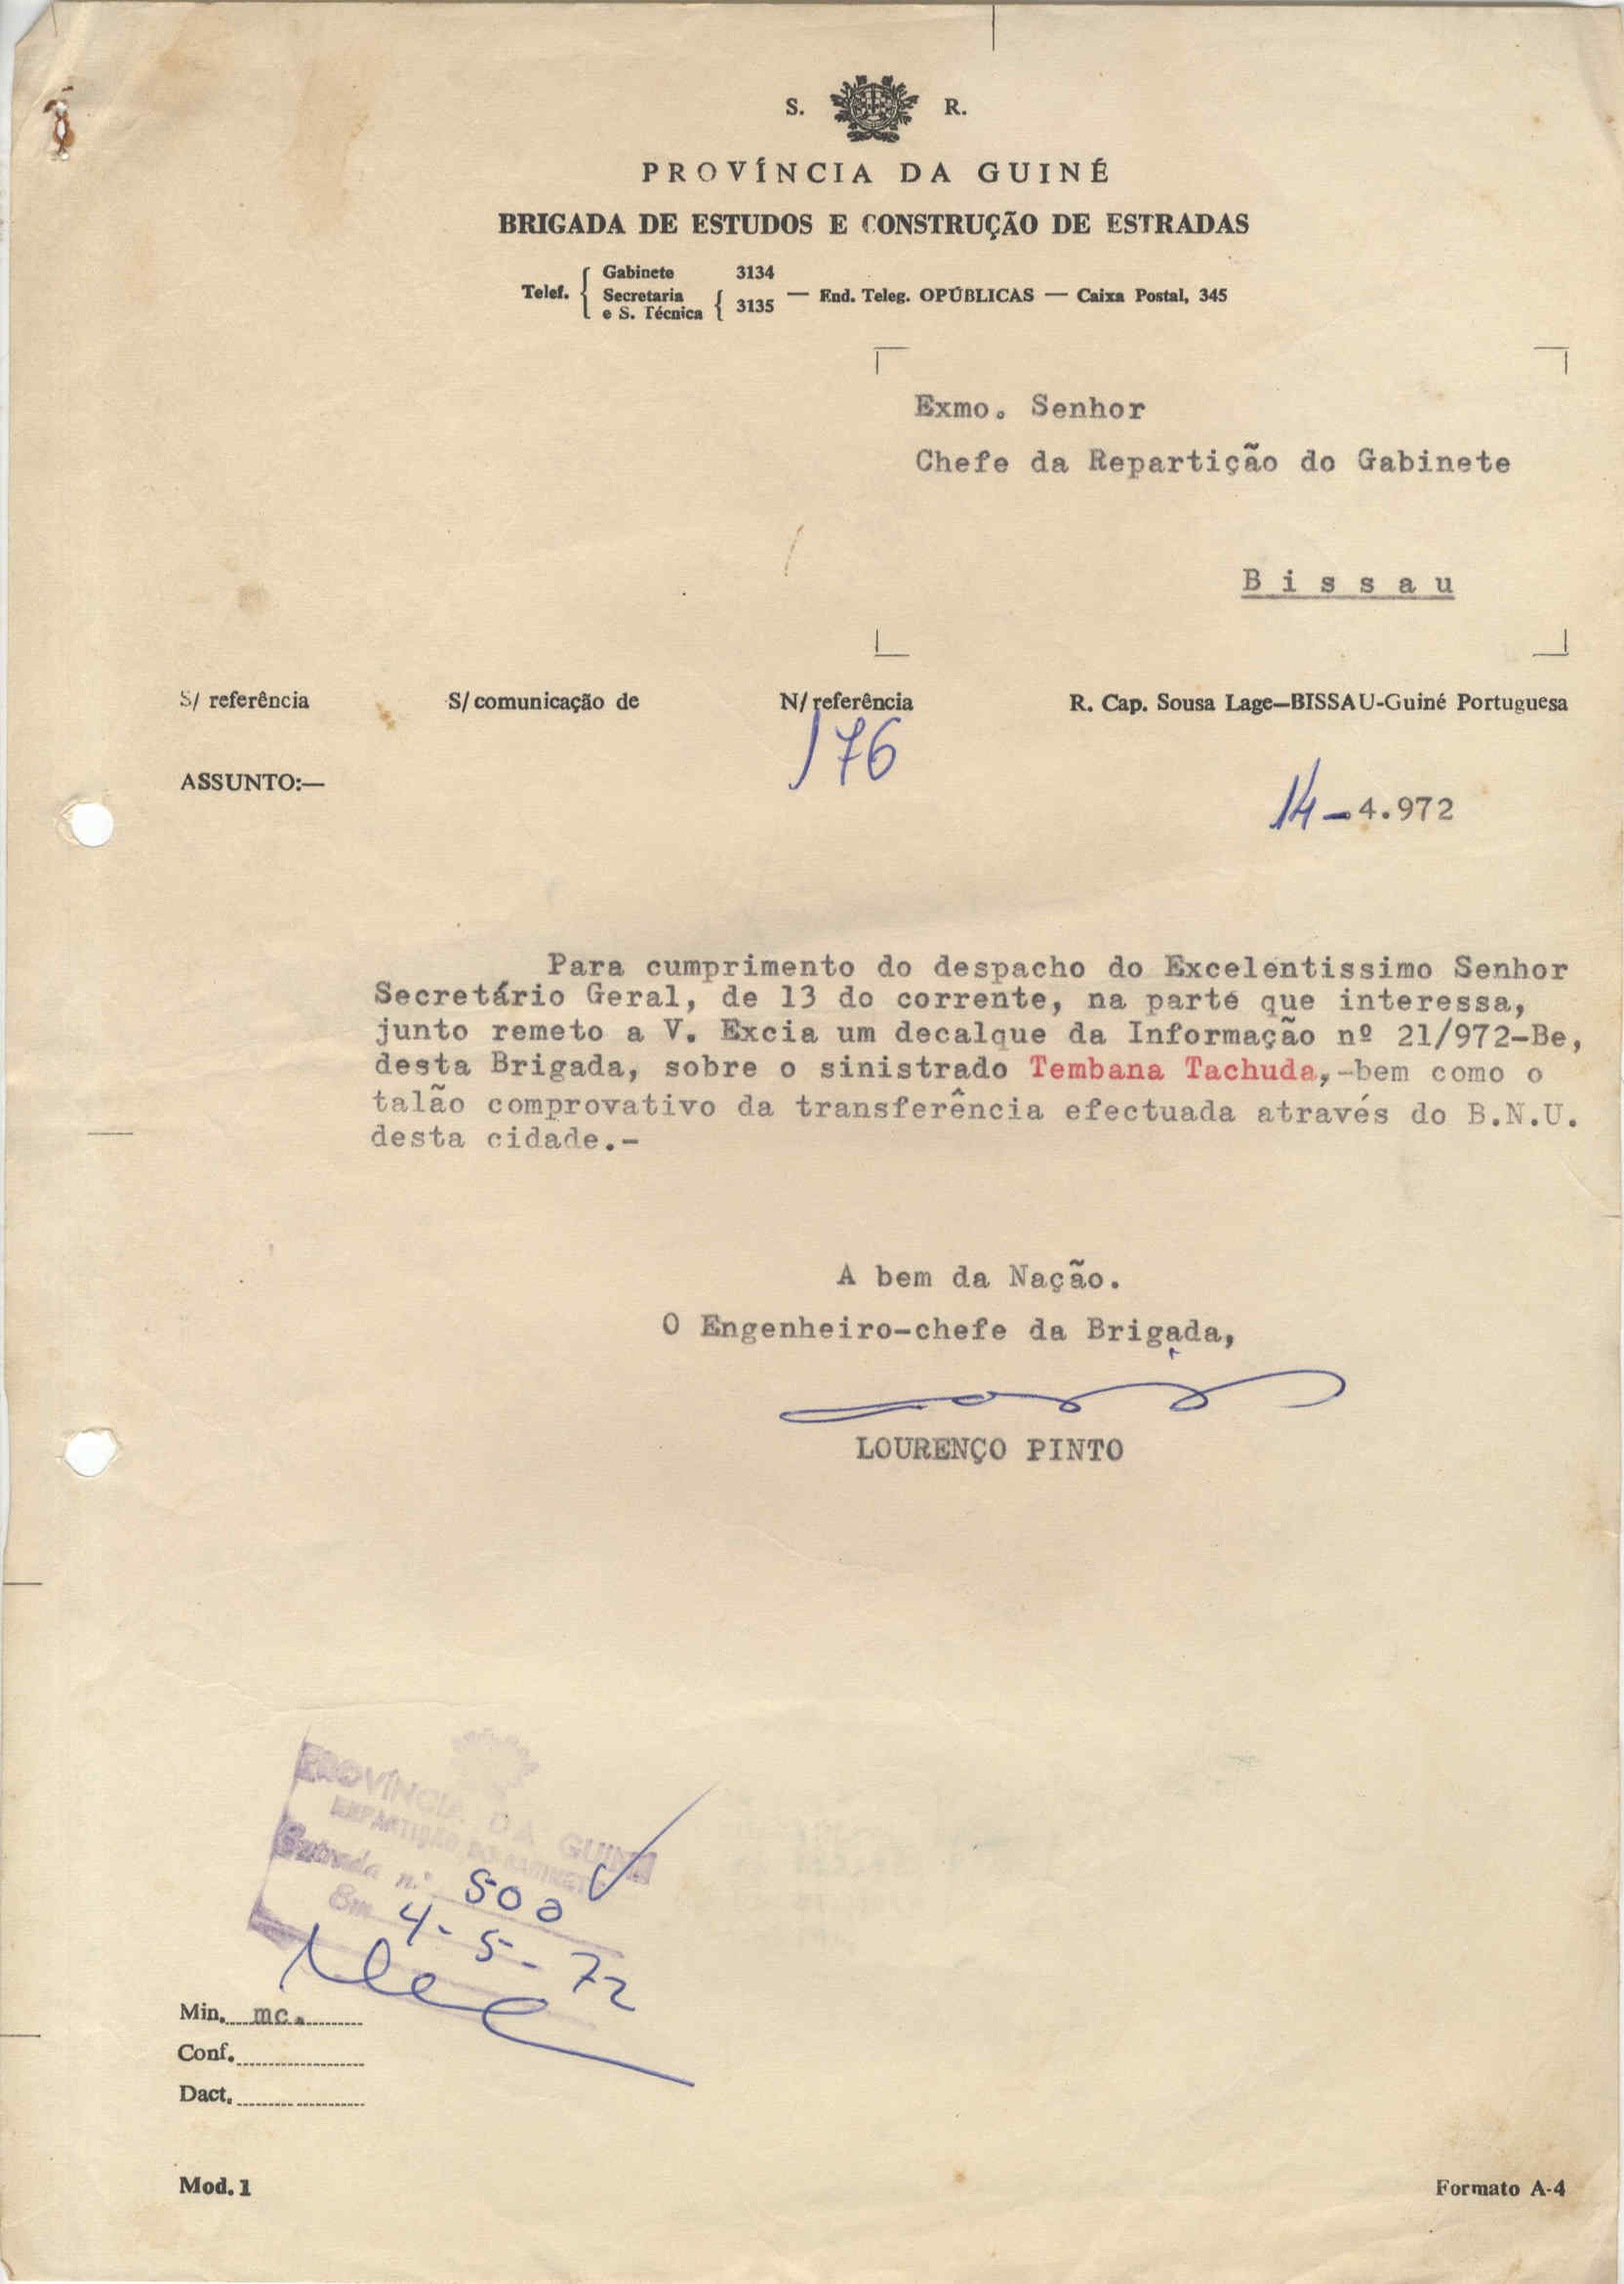 S. R.
PROVÍNCIA DA GUINÉ
BRIGADA DE ESTUDOS E CONSTRUÇÃO DE ESTRADAS
Telef. { Gabinete 3134
Secretaria
e S. Técnica { 3135 — End. Teleg. OPÚBLICAS — Caixa Postal, 345
Exmo. Senhor
Chefe da Repartição do Gabinete
B i s s a u
S/ referência S/ comunicação de N/ referência R. Cap. Sousa Lage—BISSAU-Guiné Portuguesa
176
ASSUNTO:—
14-4.972
Para cumprimento do despacho do Excelentissimo Senhor
Secretário Geral, de 13 do corrente, na parte que interessa,
junto remeto a V. Excia um decalque da Informação nº 21/972-Be,
desta Brigada, sobre o sinistrado Tembana Tachuda,-bem como o
talão comprovativo da transferência efectuada através do B.N.U.
desta cidade.-
A bem da Nação.
O Engenheiro-chefe da Brigada,
LOURENÇO PINTO
PROVÍNCIA DA GUINÉ
REPARTIÇÃO DO GABINETE
Entrada n.º 500
Em 4-5-72
Min. mc.
Conf.
Dact.
Mod. 1
Formato A-4